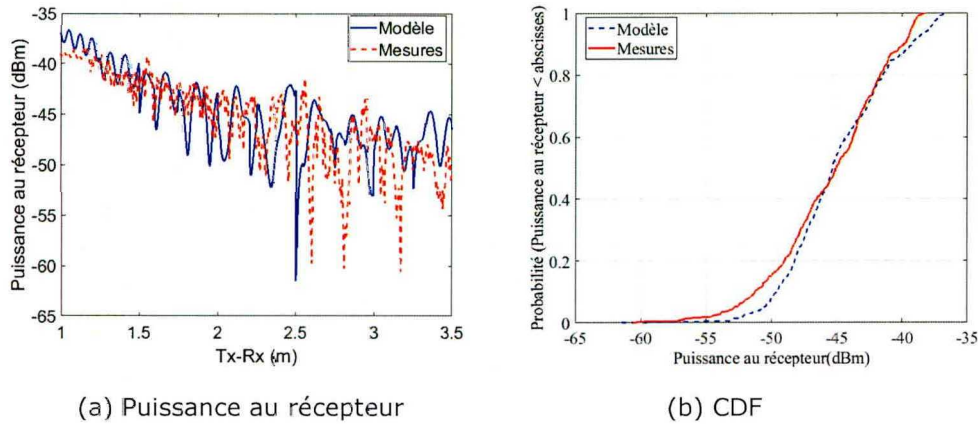 -35
-40
-45
-50
-55
-60
-65
1
1.5
2
2.5
3
3.5
Puissance au récepteur (dBm)
Tx-Rx (m)
Modèle
Mesures
(a) Puissance au récepteur
1
0.8
0.6
0.4
0.2
0
-65
-60
-55
-50
-45
-40
-35
Probabilité (Puissance au récepteur < abscisses)
Puissance au récepteur(dBm)
Modèle
Mesures
(b) CDF